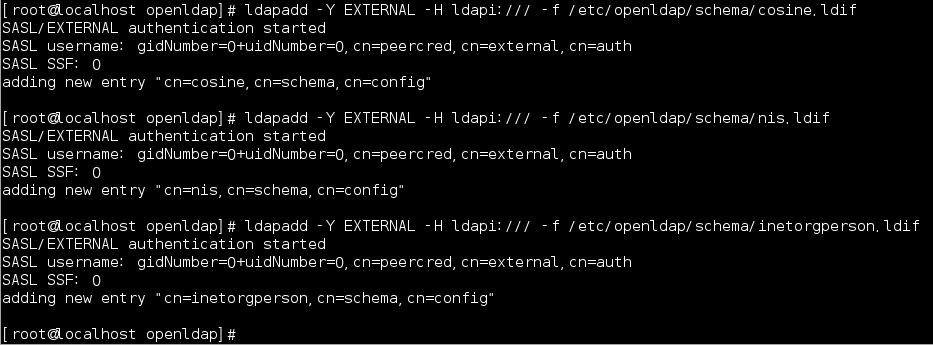 [root@localhost openldap]# ldapadd -Y EXTERNAL -H ldapi:/// -f /etc/openldap/schema/cosine.ldif
SASL/EXTERNAL authentication started
SASL username: gidNumber=0+uidNumber=0,cn=peercred,cn=external,cn=auth
SASL SSF: 0
adding new entry "cn=cosine,cn=schema,cn=config"
[root@localhost openldap]# ldapadd -Y EXTERNAL -H ldapi:/// -f /etc/openldap/schema/nis.ldif
SASL/EXTERNAL authentication started
SASL username: gidNumber=0+uidNumber=0,cn=peercred,cn=external,cn=auth
SASL SSF: 0
adding new entry "cn=nis,cn=schema,cn=config"
[root@localhost openldap]# ldapadd -Y EXTERNAL -H ldapi:/// -f /etc/openldap/schema/inetorgperson.ldif
SASL/EXTERNAL authentication started
SASL username: gidNumber=0+uidNumber=0,cn=peercred,cn=external,cn=auth
SASL SSF: 0
adding new entry "cn=inetorgperson,cn=schema,cn=config"
[root@localhost openldap]#